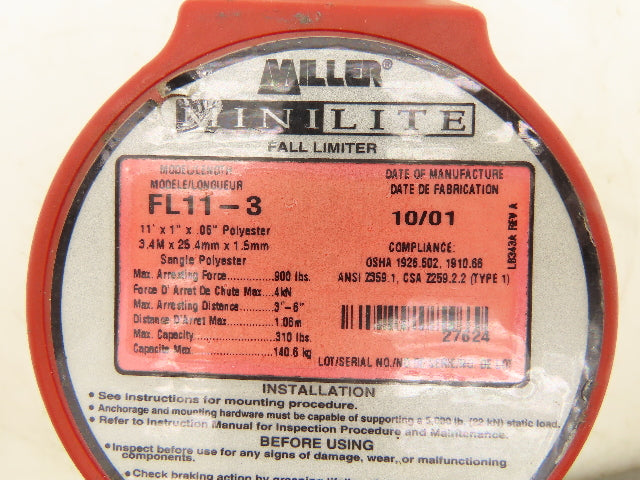 MILLER®
MINILITE
FALL LIMITER
MODEL/LENGTH
MODELE/LONGUEUR
FL11-3
11' x 1" x .06" Polyester
3.4M x 25.4mm x 1.5mm
Sangle Polyester
Max. Arresting Force 900 lbs.
Force D'Arret De Chute Max. 4kN
Max. Arresting Distance 3'-6"
Distance D'Arret Max. 1.06m
Max. Capacity 310 lbs.
Capacite Max. 140.6 kg
DATE OF MANUFACTURE
DATE DE FABRICATION
10/01
COMPLIANCE:
OSHA 1926.502, 1910.66
ANSI Z359.1, CSA Z259.2.2 (TYPE 1)
27624
LOT/SERIAL NO./
LB343A REV A
INSTALLATION
• See instructions for mounting procedure.
• Anchorage and mounting hardware must be capable of supporting a 5,000 lb. (22 kN) static load.
• Refer to Instruction Manual for Inspection Procedure and Maintenance.
BEFORE USING
• Inspect before use for any signs of damage, wear, or malfunctioning
components.
• Check braking action by